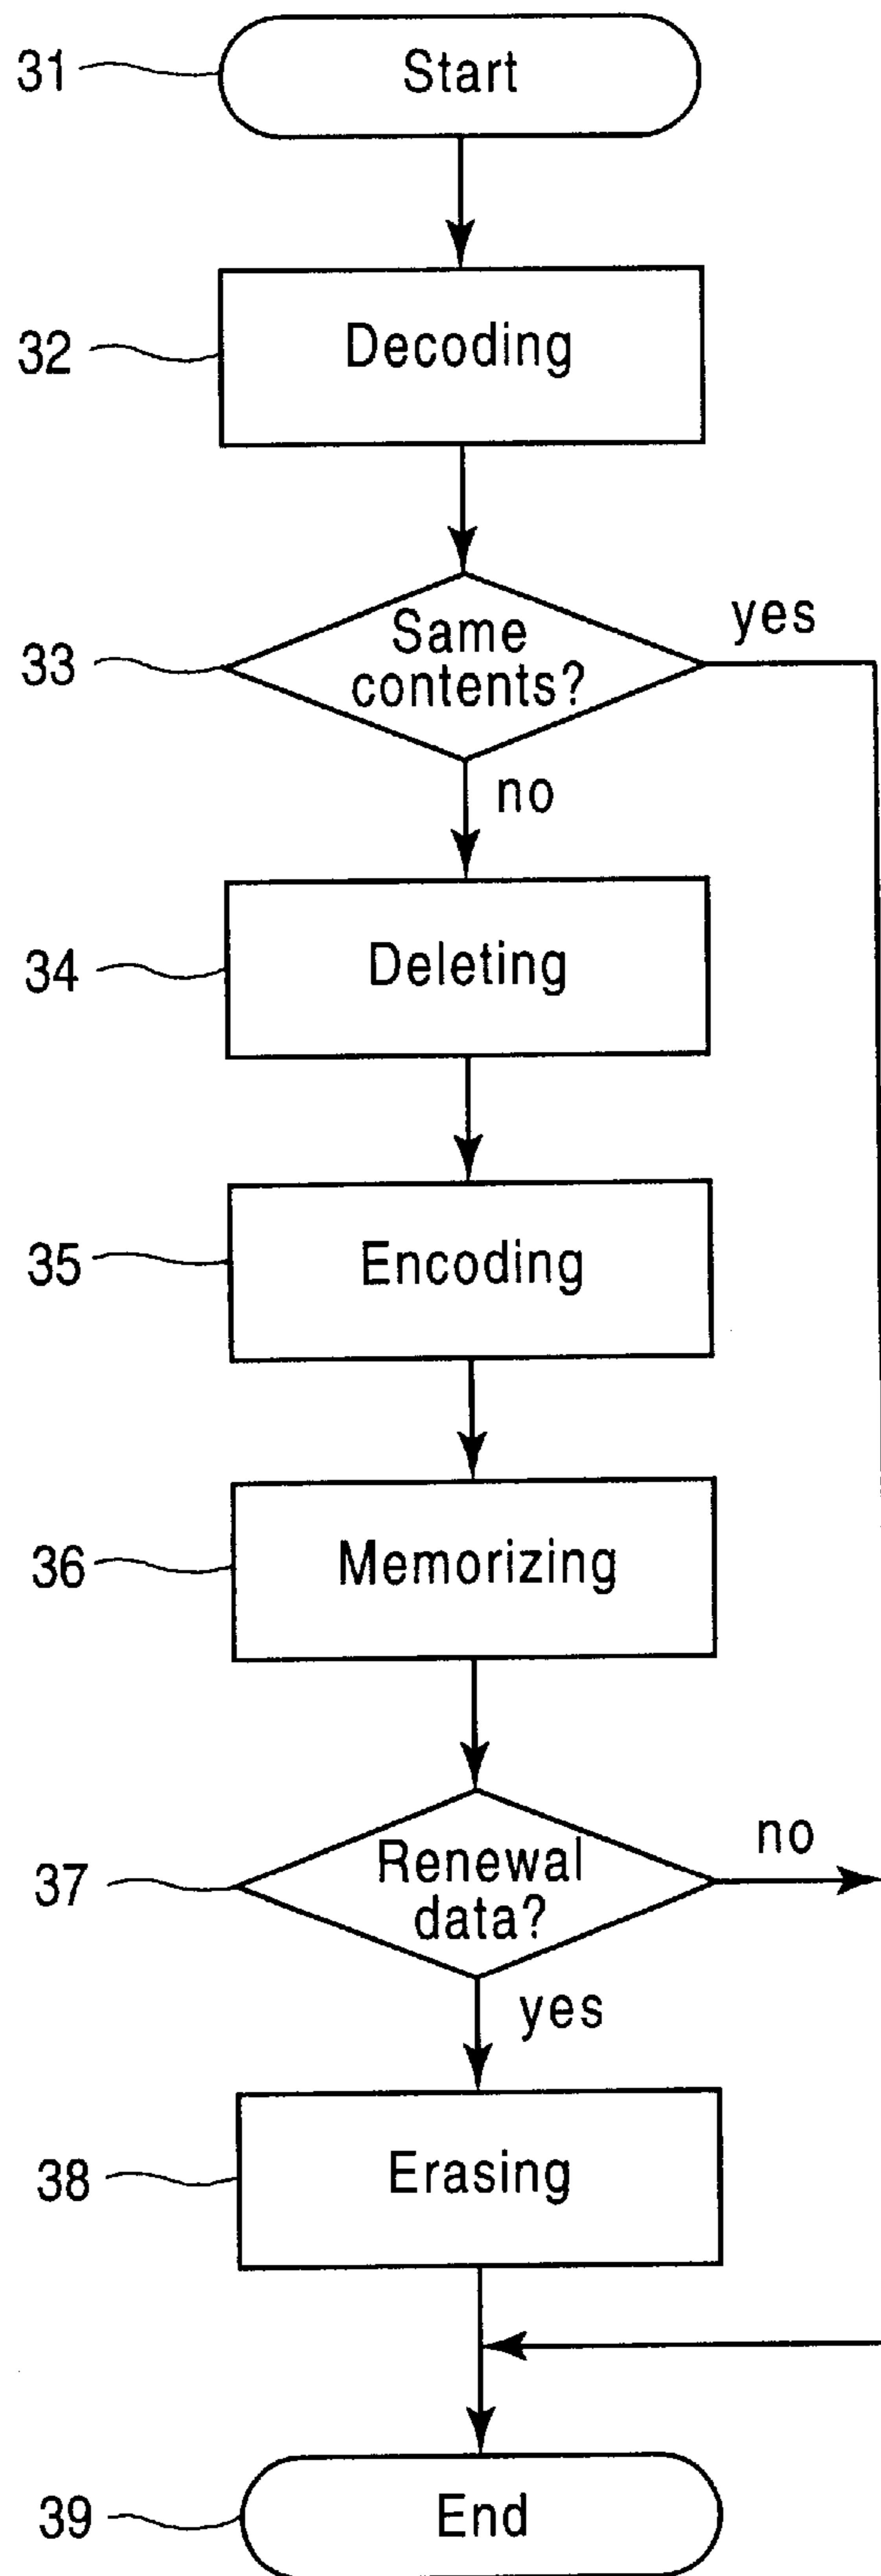 31
Start
32
Decoding
33
Same
contents?
yes
no
34
Deleting
35
Encoding
36
Memorizing
37
Renewal
data?
no
yes
38
Erasing
39
End